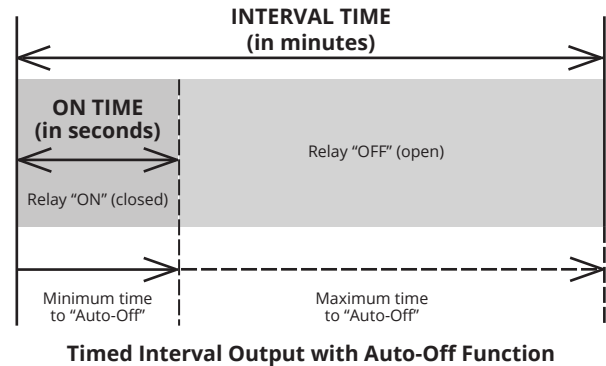 INTERVAL TIME
(in minutes)
ON TIME
(in seconds)
Relay “OFF” (open)
Relay “ON” (closed)
Minimum time
to “Auto-Off”
Maximum time
to “Auto-Off”
Timed Interval Output with Auto-Off Function